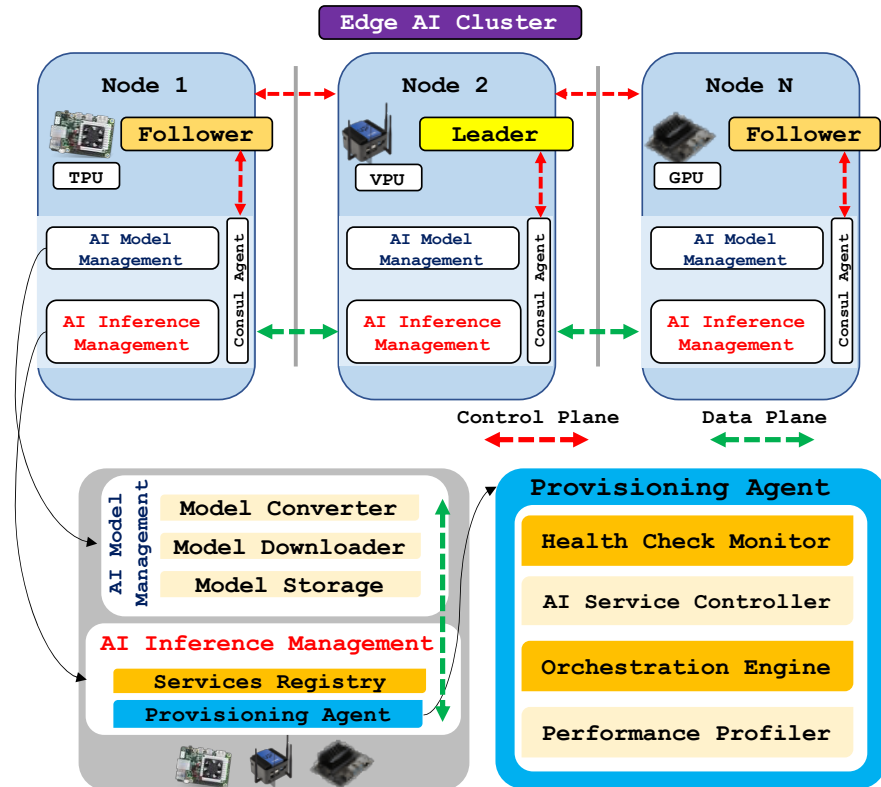 Edge AI Cluster
Node 1
Follower
TPU
AI Model
Management
AI Inference
Management
Consul Agent
Node 2
Leader
VPU
AI Model
Management
AI Inference
Management
Consul Agent
Node N
Follower
GPU
AI Model
Management
AI Inference
Management
Consul Agent
Control Plane
Data Plane
AI Model
Management
Model Converter
Model Downloader
Model Storage
AI Inference Management
Services Registry
Provisioning Agent
Provisioning Agent
Health Check Monitor
AI Service Controller
Orchestration Engine
Performance Profiler